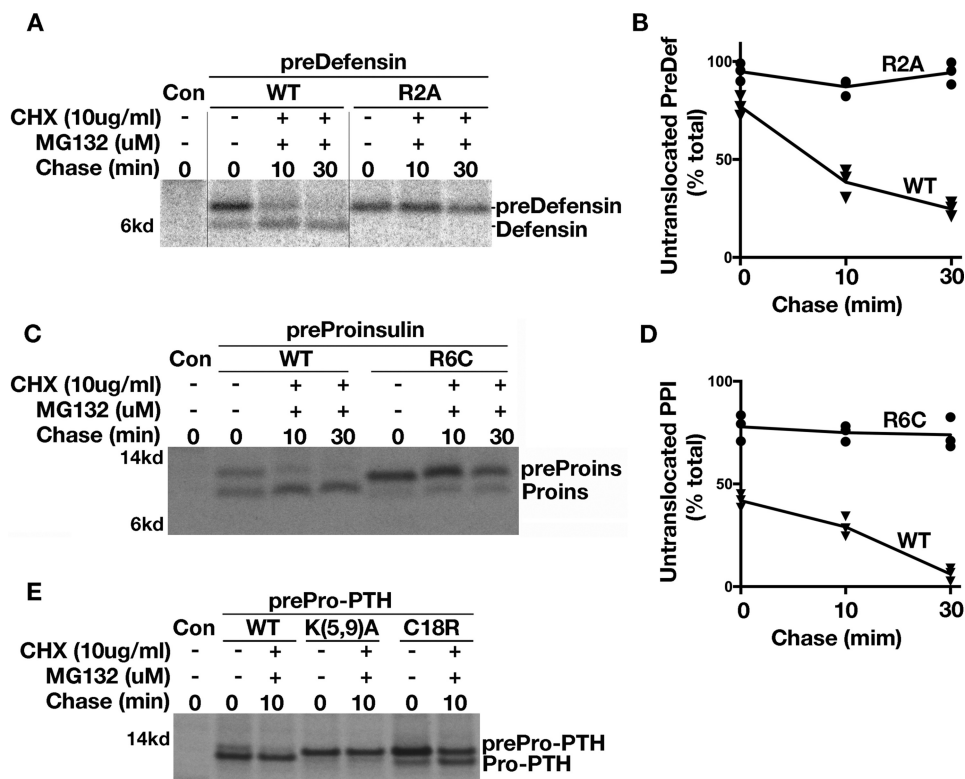 A
preDefensin
Con WT R2A
CHX (10ug/ml) - - + + - + +
MG132 (uM) - - + + - + +
Chase (min) 0 0 10 30 0 10 30
-preDefensin
6kd
-Defensin
B
Untranslocated PreDef
(% total)
100
50
0
R2A
WT
0 10 30
Chase (mim)
C
preProinsulin
Con WT R6C
CHX (10ug/ml) - - + + - + +
MG132 (uM) - - + + - + +
Chase (min) 0 0 10 30 0 10 30
14kd
preProins
Proins
6kd
D
Untranslocated PPI
(% total)
100
50
0
R6C
WT
0 10 30
Chase (mim)
E
prePro-PTH
Con WT K(5,9)A C18R
CHX (10ug/ml) - - + - + - +
MG132 (uM) - - + - + - +
Chase (min) 0 0 10 0 10 0 10
14kd
prePro-PTH
Pro-PTH